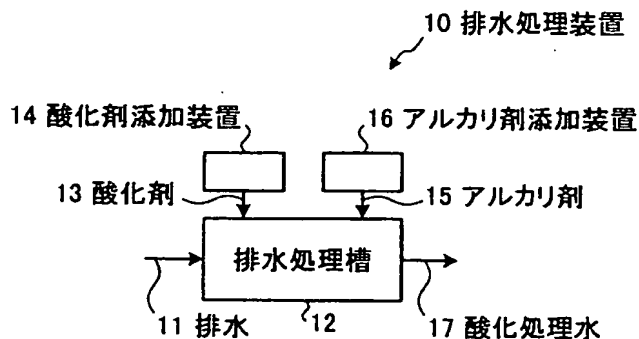 10 排水処理装置
14 酸化剤添加装置
16 アルカリ剤添加装置
13 酸化剤
15 アルカリ剤
排水処理槽
11 排水
12
17 酸化処理水